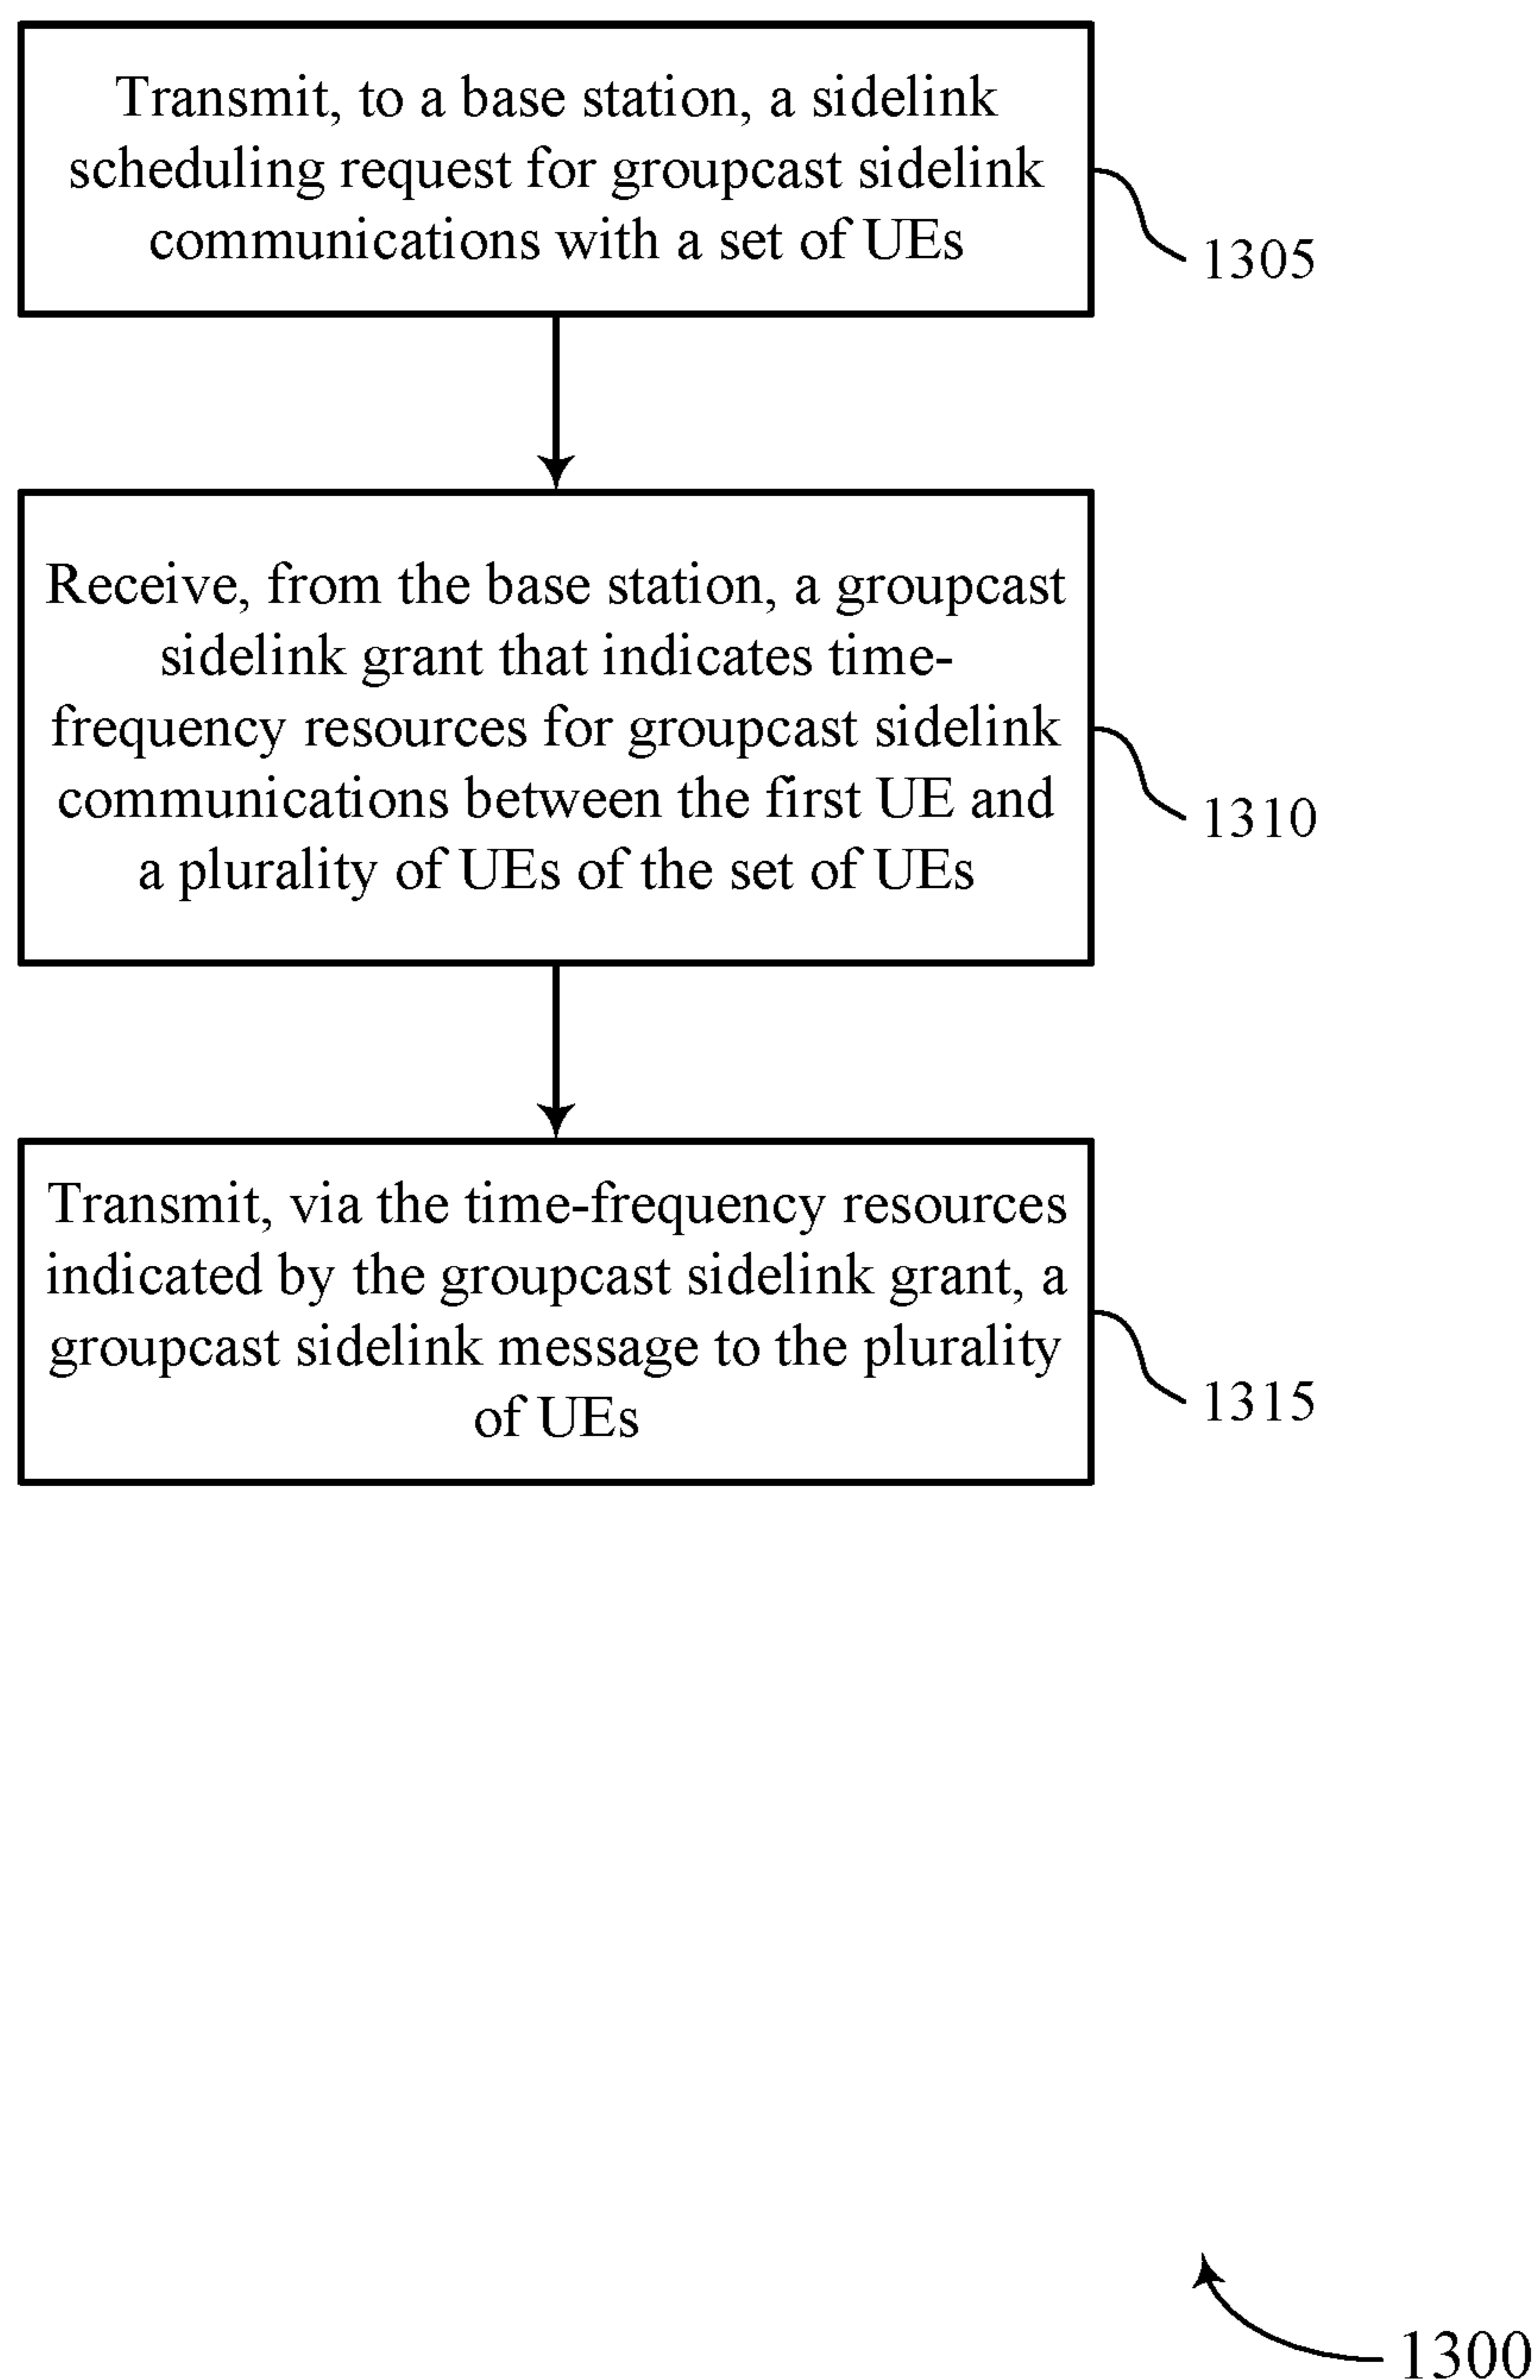 Transmit, to a base station, a sidelink
scheduling request for groupcast sidelink
communications with a set of UEs
1305
Receive, from the base station, a groupcast
sidelink grant that indicates time-
frequency resources for groupcast sidelink
communications between the first UE and
a plurality of UEs of the set of UEs
1310
Transmit, via the time-frequency resources
indicated by the groupcast sidelink grant, a
groupcast sidelink message to the plurality
of UEs
1315
1300